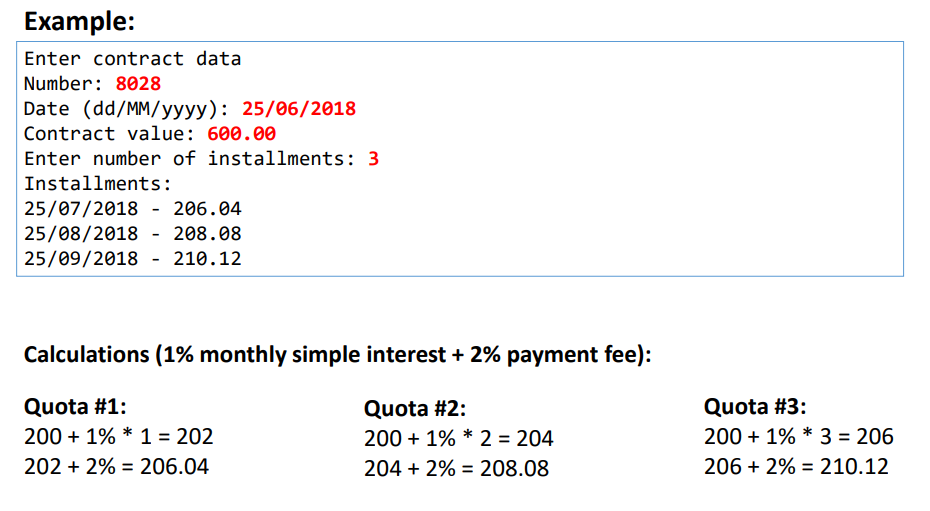 Example:
Enter contract data
Number: 8028
Date (dd/MM/yyyy): 25/06/2018
Contract value: 600.00
Enter number of installments: 3
Installments:
25/07/2018 - 206.04
25/08/2018 - 208.08
25/09/2018 - 210.12
Calculations (1% monthly simple interest + 2% payment fee):
Quota #1:
200 + 1% * 1 = 202
202 + 2% = 206.04
Quota #2:
200 + 1% * 2 = 204
204 + 2% = 208.08
Quota #3:
200 + 1% * 3 = 206
206 + 2% = 210.12